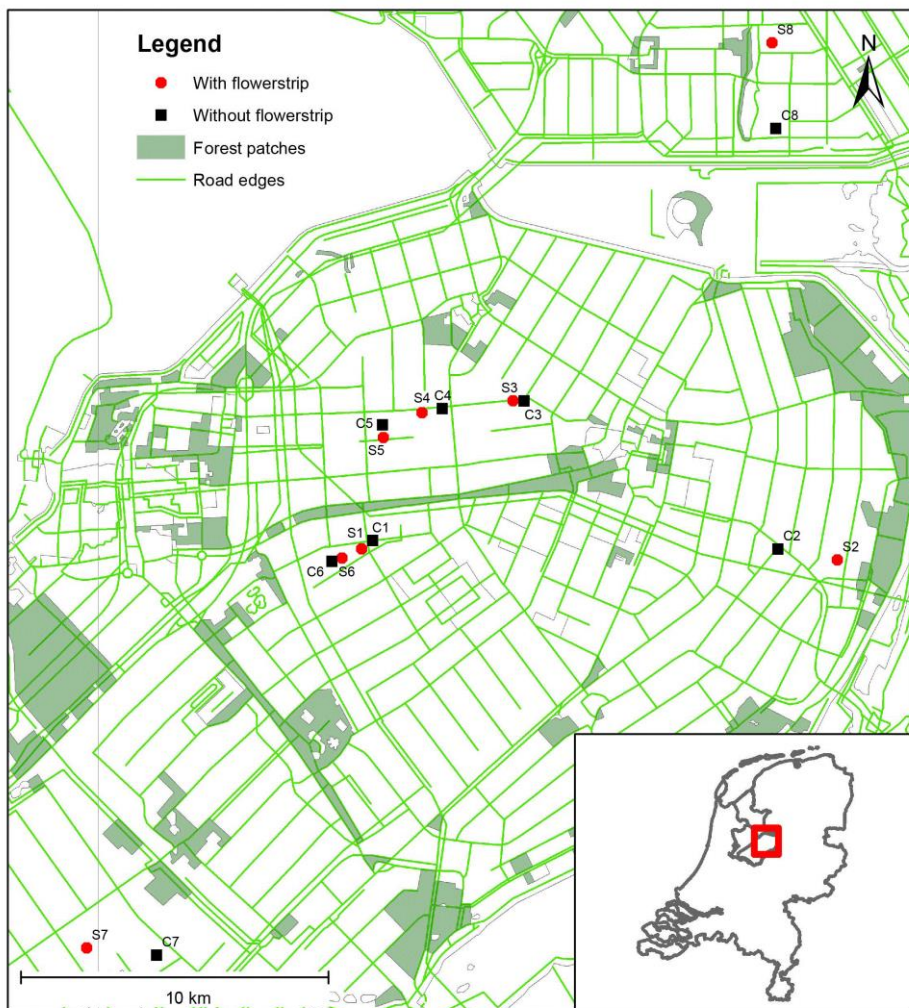 Legend
With flowerstrip
Without flowerstrip
Forest patches
Road edges
S8
N
C8
S3
C3
S4
C4
C5
S5
S1
C1
C6
S6
C2
S2
S7
C7
10 km